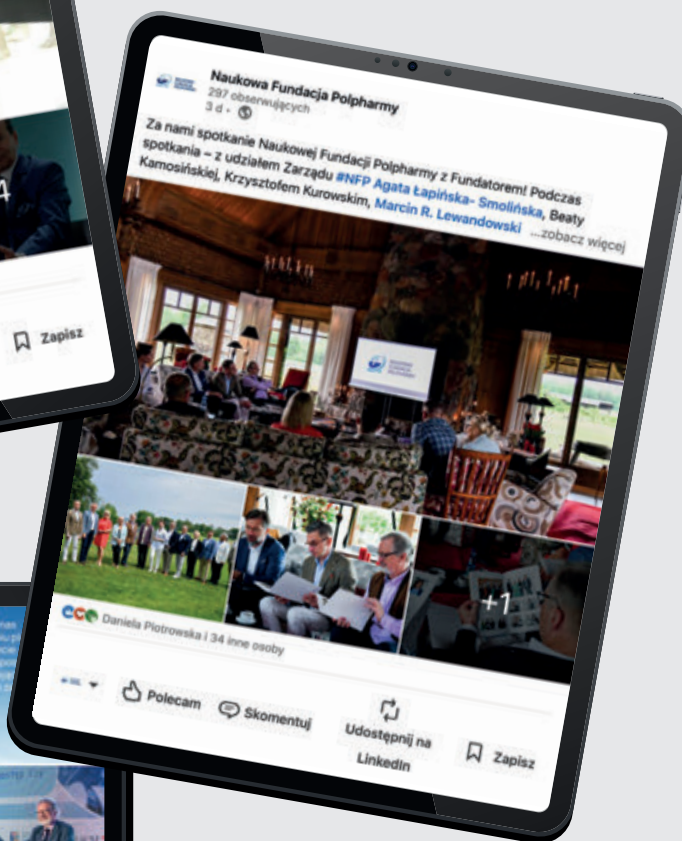 Naukowa Fundacja Polpharmy
297 obserwujących
3 d •
Za nami spotkanie Naukowej Fundacji Polpharmy z Fundatorem! Podczas
spotkania – z udziałem Zarządu #NFP Agata Łapińska- Smolińska, Beaty
Kamosińskiej, Krzysztofem Kurowskim, Marcin R. Lewandowski ...zobacz więcej
+1
Daniela Piotrowska i 34 inne osoby
Polecam
Skomentuj
Udostępnij na
LinkedIn
Zapisz
Zapisz